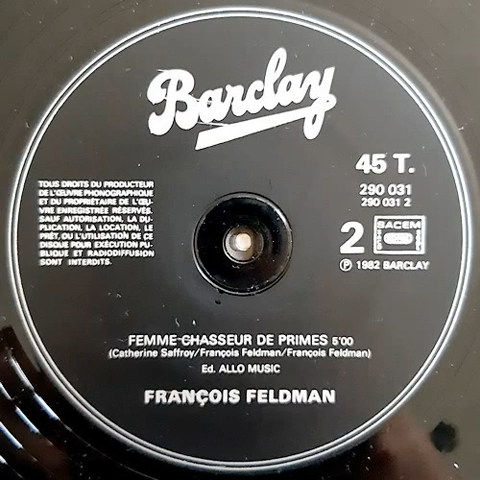 Barclay
45 T.
290 031
290 031 2
TOUS DROITS DU PRODUCTEUR
DE L'ŒUVRE PHONOGRAPHIQUE
ET DU PROPRIÉTAIRE DE L'ŒU-
VRE ENREGISTRÉE RÉSERVÉS.
SAUF AUTORISATION, LA DU-
PLICATION, LA LOCATION, LE
PRÊT, OU L'UTILISATION DE CE
DISQUE POUR EXÉCUTION PU-
BLIQUE ET RADIODIFFUSION
SONT INTERDITS.
2
SACEM
Ⓟ 1982 BARCLAY
FEMME CHASSEUR DE PRIMES 5'00
(Catherine Saffroy/François Feldman/François Feldman)
Ed. ALLO MUSIC
FRANÇOIS FELDMAN